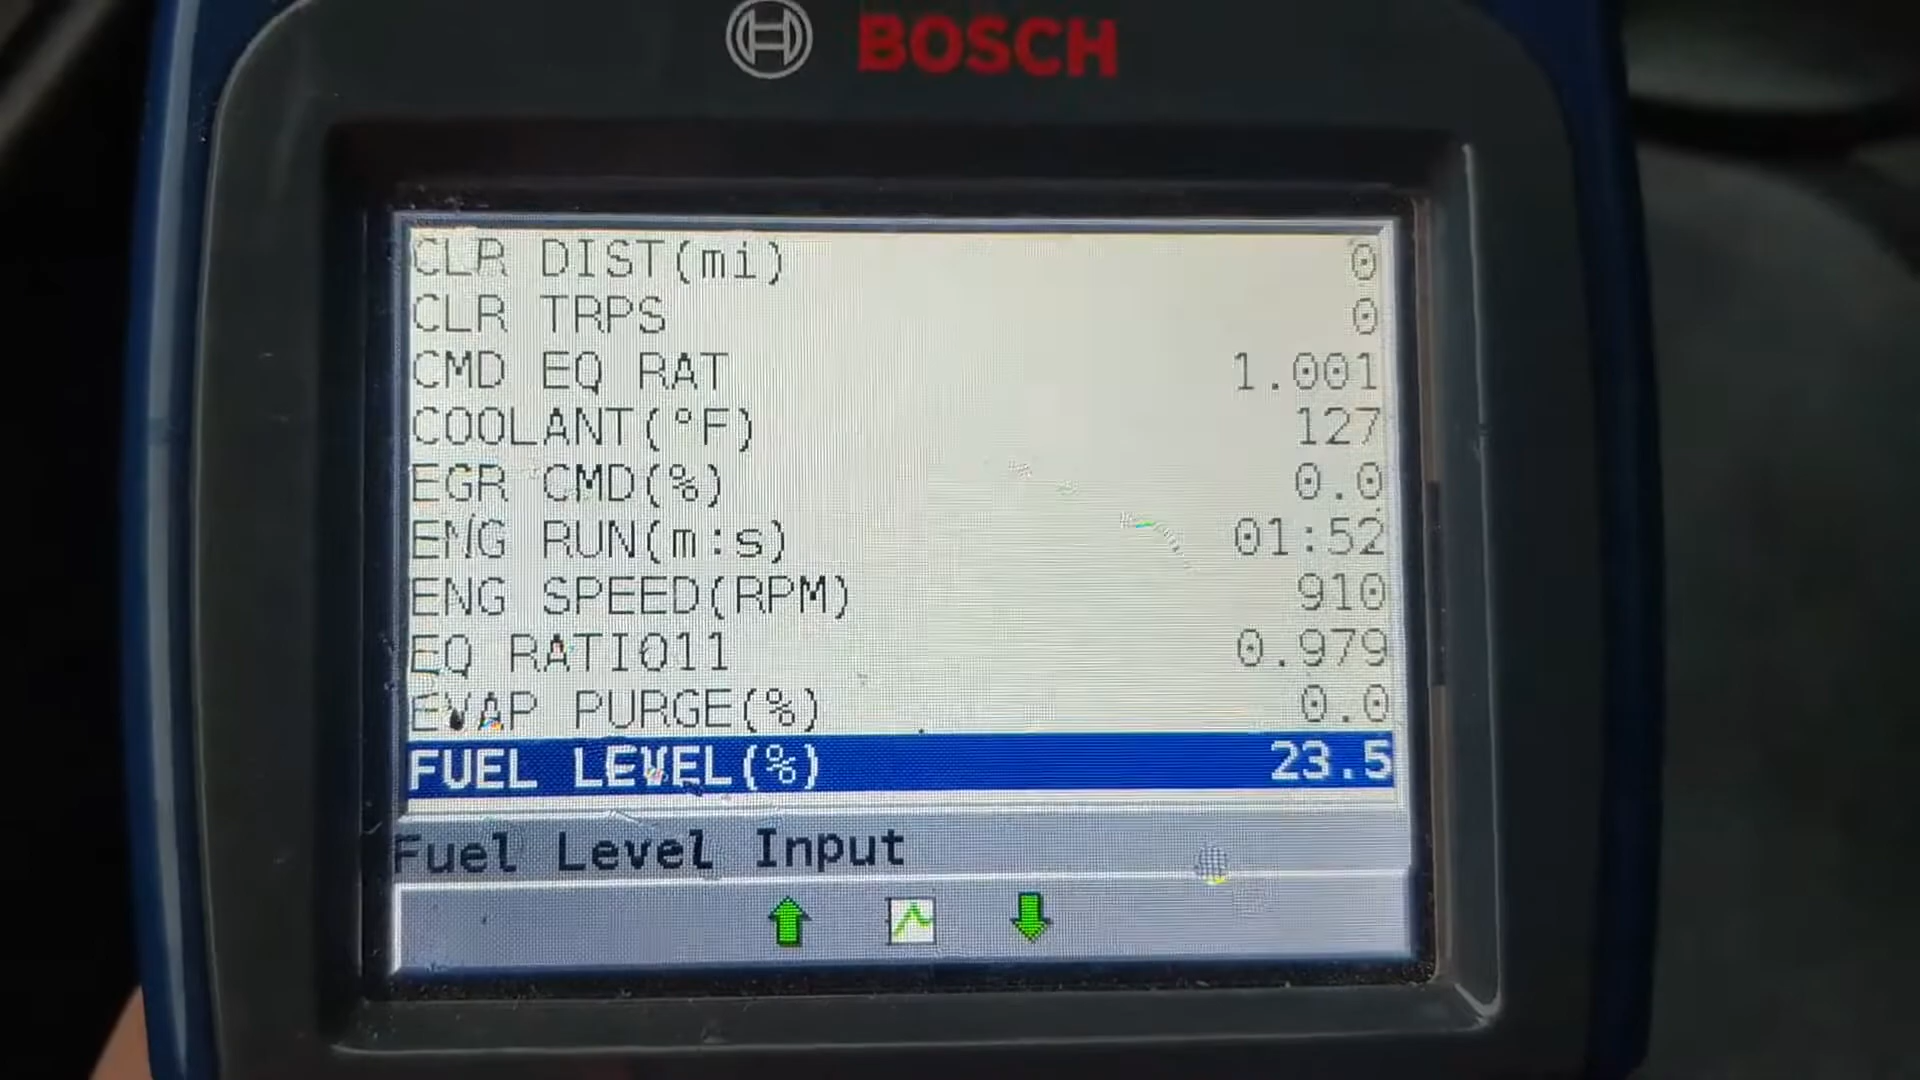 BOSCH
CLR DIST(mi) 0
CLR TRPS 0
CMD EQ RAT 1.001
COOLANT(°F) 127
EGR CMD(%) 0.0
ENG RUN(m:s) 01:52
ENG SPEED(RPM) 910
EQ RATIO11 0.979
EVAP PURGE(%) 0.0
FUEL LEVEL(%) 23.5
Fuel Level Input